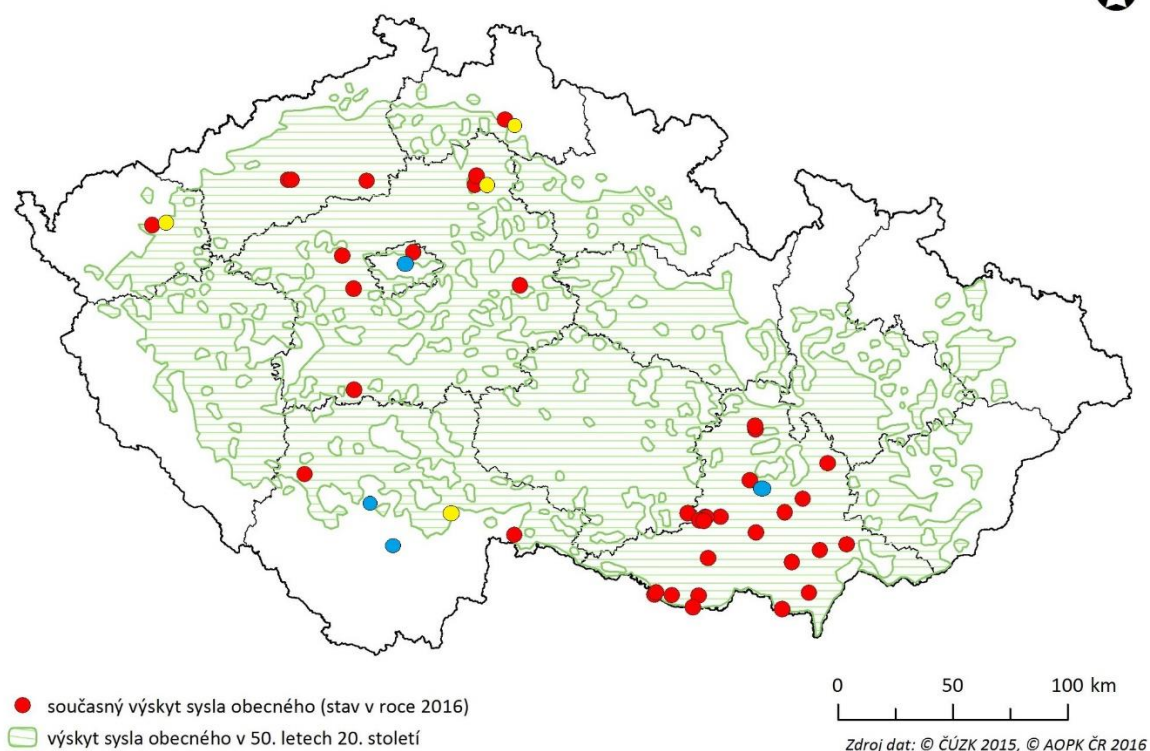 0 50 100 km
současný výskyt sysla obecného (stav v roce 2016)
výskyt sysla obecného v 50. letech 20. století
Zdroj dat: © ČÚZK 2015, © AOPK ČR 2016